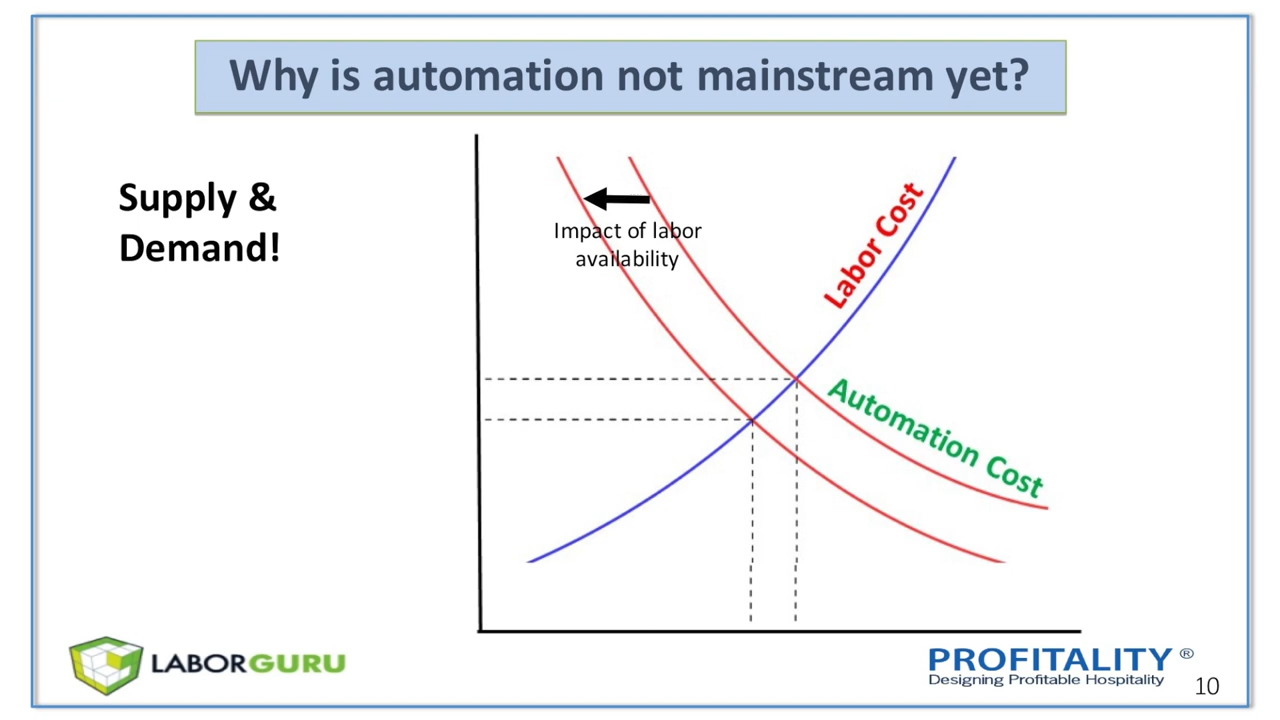 Why is automation not mainstream yet?
Supply &
Demand!
Impact of labor
availability
Labor Cost
Automation Cost
LABORGURU
PROFITALITY ®
Designing Profitable Hospitality
10